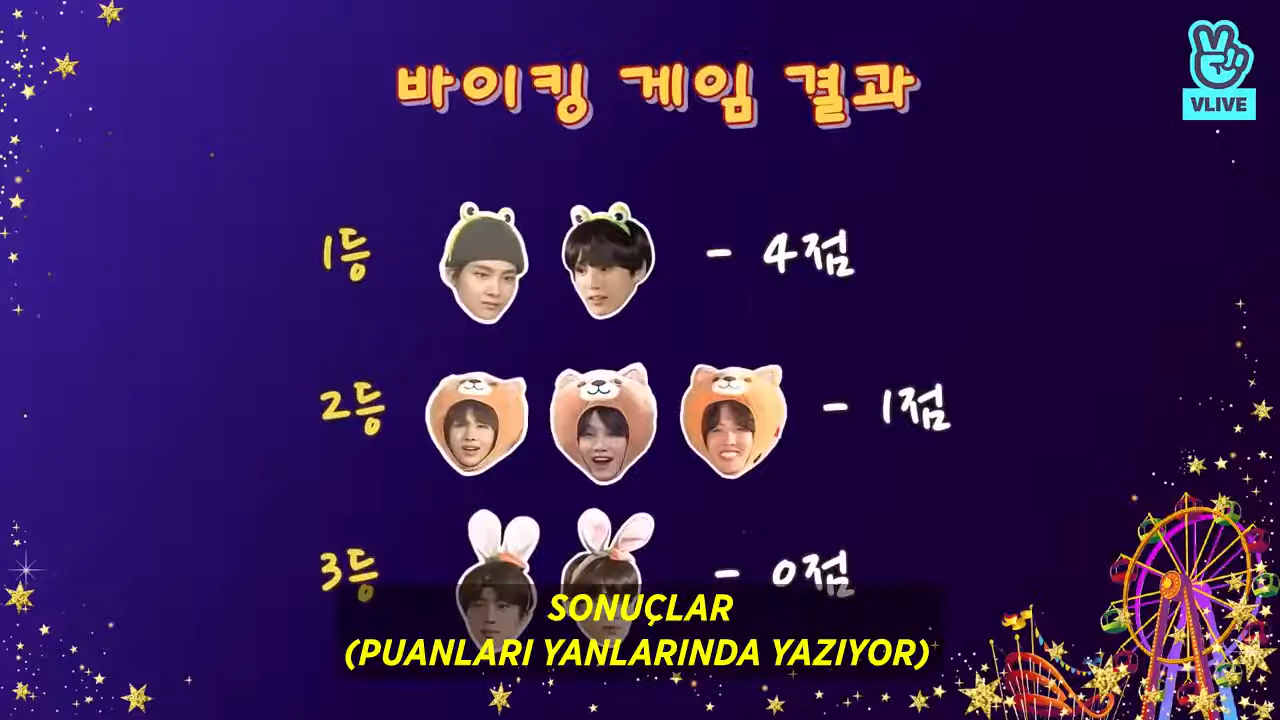 바이킹 게임 결과
VLIVE
1등 - 4점
2등 - 1점
3등 - 0점
SONUÇLAR
(PUANLARI YANLARINDA YAZIYOR)